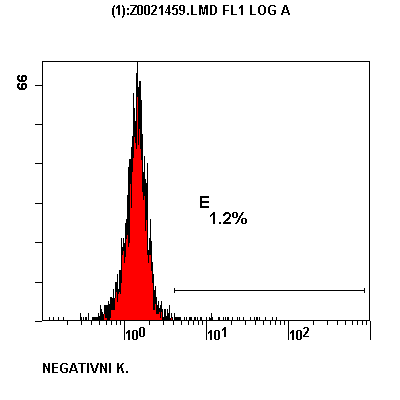 (1):Z0021459.LMD FL1 LOG A
66
E
1.2%
10⁰ 10¹ 10²
NEGATIVNI K.